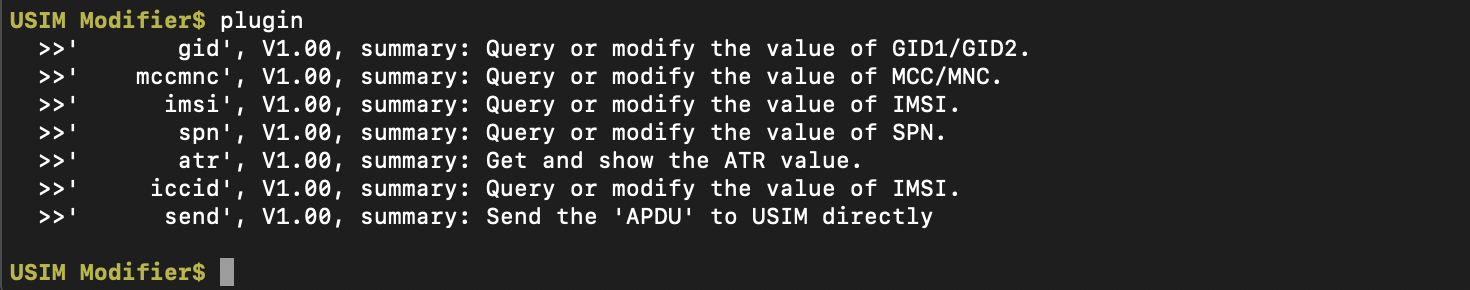 USIM Modifier$ plugin
  >>'       gid', V1.00, summary: Query or modify the value of GID1/GID2.
  >>'    mccmnc', V1.00, summary: Query or modify the value of MCC/MNC.
  >>'      imsi', V1.00, summary: Query or modify the value of IMSI.
  >>'       spn', V1.00, summary: Query or modify the value of SPN.
  >>'       atr', V1.00, summary: Get and show the ATR value.
  >>'     iccid', V1.00, summary: Query or modify the value of IMSI.
  >>'      send', V1.00, summary: Send the 'APDU' to USIM directly
USIM Modifier$